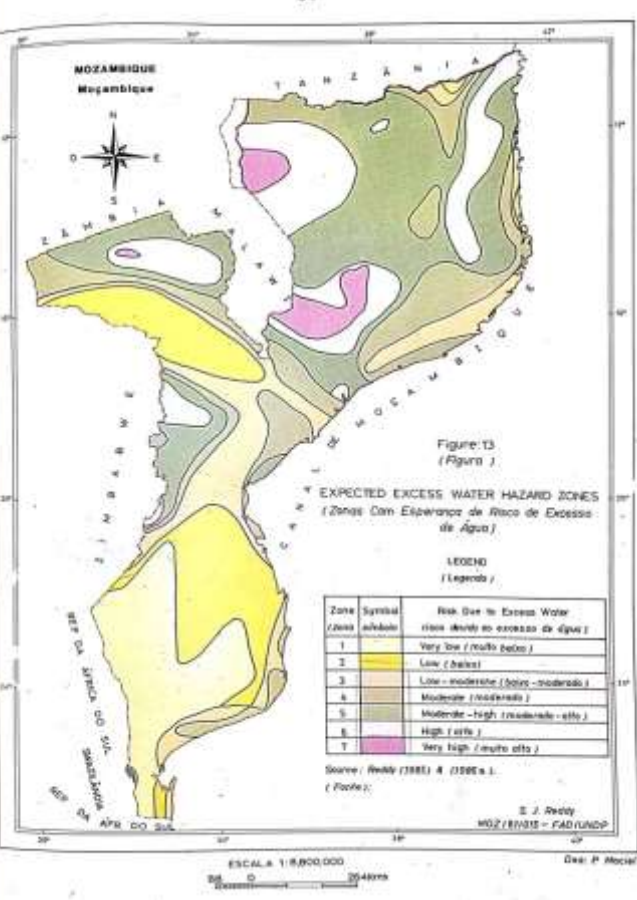 MOZAMBIQUE
Moçambique
N
O E
S
TANZÂNIA
ZÂMBIA
MALAWI
ZIMBABWE
CANAL DE MOÇAMBIQUE
REP DA ÁFRICA DO SUL
SUAZILÂNDIA
REP DA ÁFR DO SUL
Figure:13
(Figura )
EXPECTED EXCESS WATER HAZARD ZONES
(Zonas Com Esperança de Risco de Excesso
de Água)
LEGEND
(Legenda)
Zone Symbol Risk Due to Excess Water
(zona símbolo risco devido ao excesso de água)
1 Very low (muito baixo)
2 Low (baixo)
3 Low-moderate (baixo-moderado)
4 Moderate (moderado)
5 Moderate-high (moderado-alto)
6 High (alto)
7 Very high (muito alto)
Source: Reddy (1985) & (1986a).
(Fonte):
S. J. Reddy
MOZ/81/015-FAO/UNDP
ESCALA 1:8,800,000
88 0 264kms
Des: P Maciel